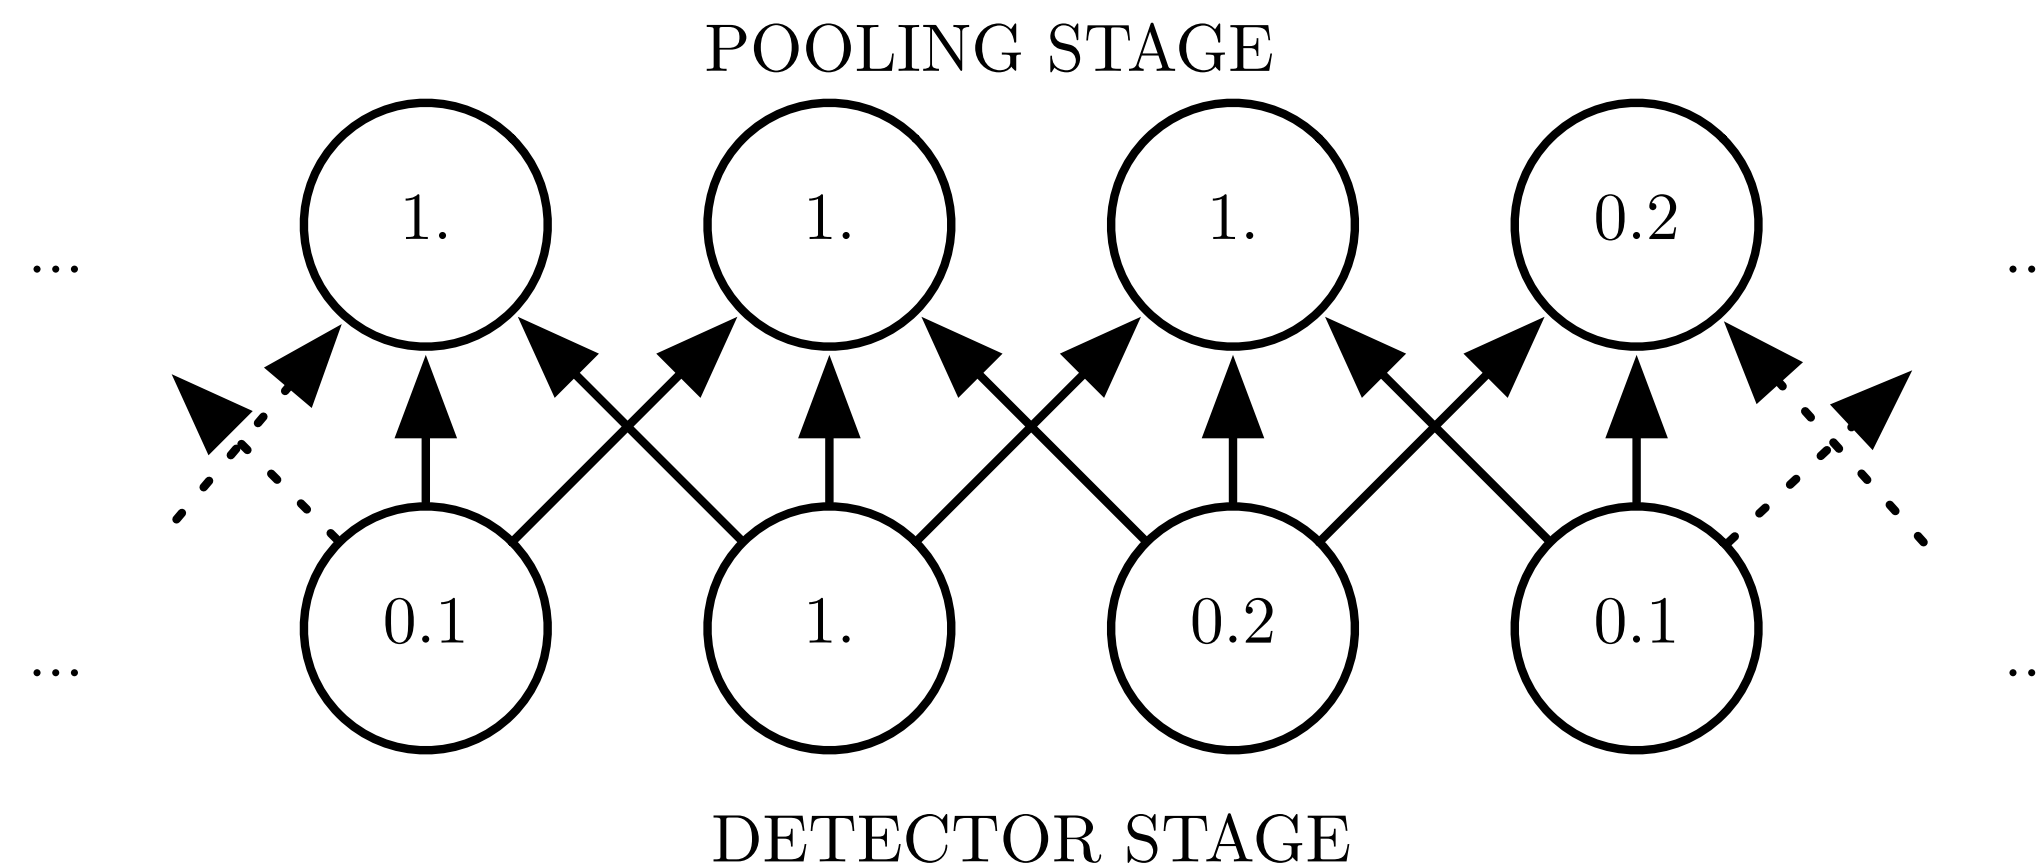 POOLING STAGE
1. 1. 1. 0.2
... ..
0.1 1. 0.2 0.1
... ..
DETECTOR STAGE